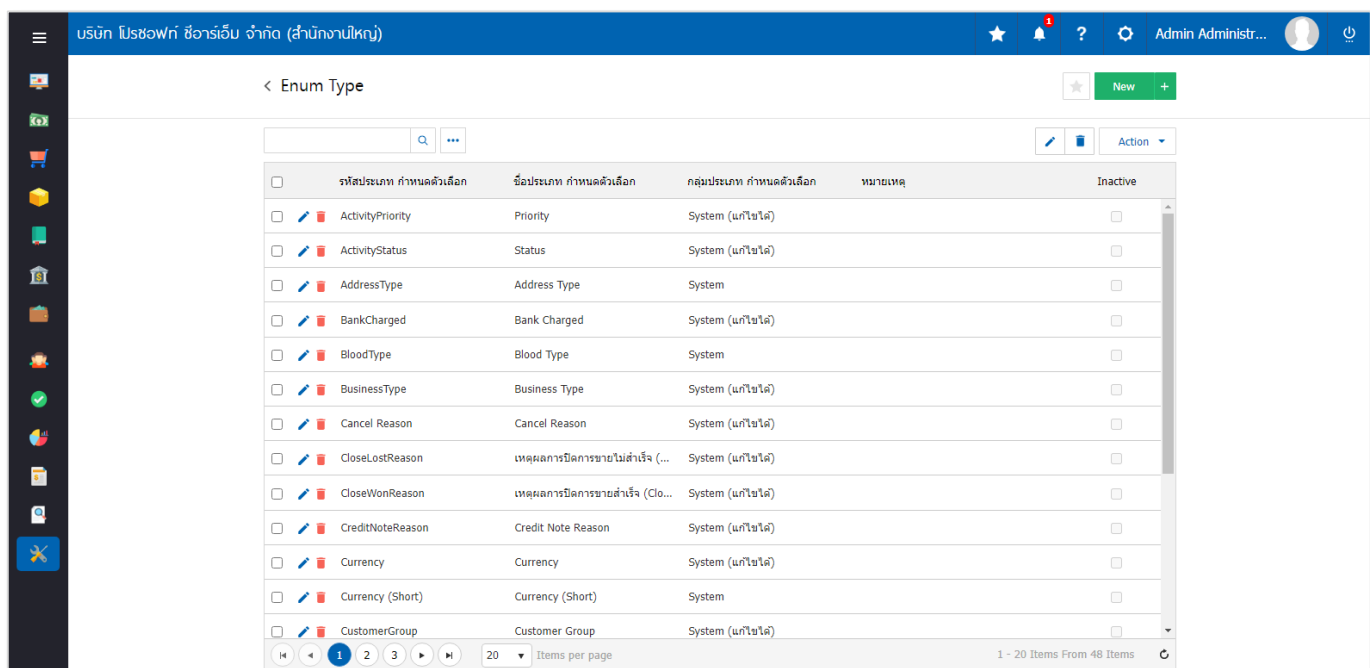 บริษัท โปรซอฟท์ ซีอาร์เอ็ม จำกัด (สำนักงานใหญ่)
1
?
Admin Administr...
< Enum Type
New +
Action
รหัสประเภท กำหนดตัวเลือก ชื่อประเภท กำหนดตัวเลือก กลุ่มประเภท กำหนดตัวเลือก หมายเหตุ Inactive
ActivityPriority Priority System (แก้ไขได้)
ActivityStatus Status System (แก้ไขได้)
AddressType Address Type System
BankCharged Bank Charged System (แก้ไขได้)
BloodType Blood Type System
BusinessType Business Type System (แก้ไขได้)
Cancel Reason Cancel Reason System (แก้ไขได้)
CloseLostReason เหตุผลการปิดการขายไม่สำเร็จ (... System (แก้ไขได้)
CloseWonReason เหตุผลการปิดการขายสำเร็จ (Clo... System (แก้ไขได้)
CreditNoteReason Credit Note Reason System (แก้ไขได้)
Currency Currency System (แก้ไขได้)
Currency (Short) Currency (Short) System
CustomerGroup Customer Group System (แก้ไขได้)
1 2 3 20 Items per page 1 - 20 Items From 48 Items